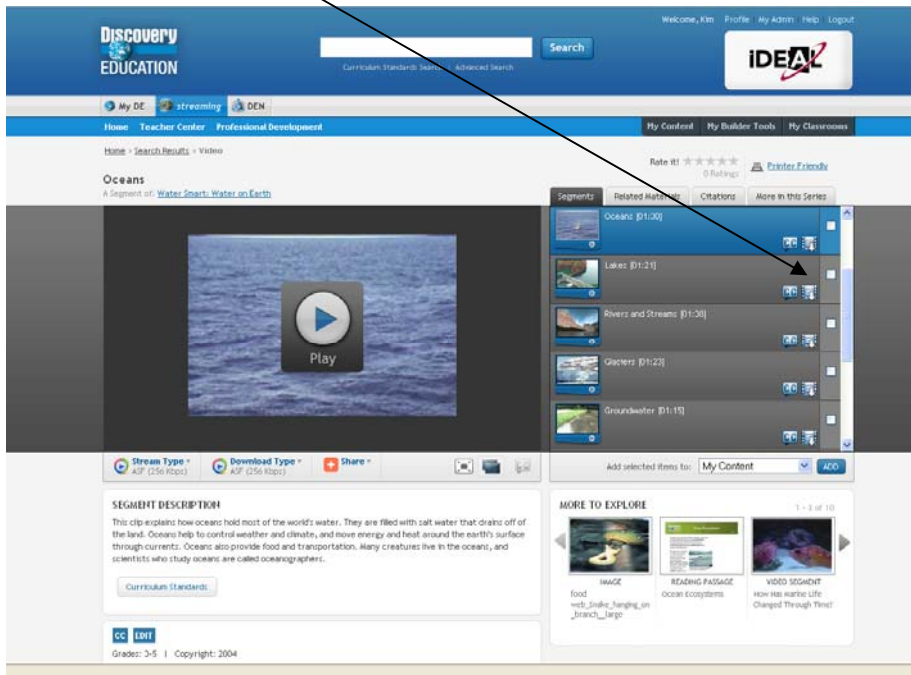 Welcome, Kim Profile My Admin Help Logout
Discovery
EDUCATION
Search
iDEAL
Curriculum Standards Search | Advanced Search
My DE streaming DEN
Home Teacher Center Professional Development
My Content My Builder Tools My Classrooms
Home > Search Results > Video
Rate it!
0 Ratings
Printer Friendly
Oceans
A Segment of: Water Smart: Water on Earth
Segments Related Materials Citations More in this Series
Oceans [01:30]
CC
Lakes [01:21]
CC
Rivers and Streams [01:38]
CC
Glaciers [01:23]
CC
Groundwater [01:15]
CC
Play
Stream Type
ASF (256 Kbps)
Download Type
ASF (256 Kbps)
Share
Add selected items to: My Content ADD
SEGMENT DESCRIPTION
This clip explains how oceans hold most of the world's water. They are filled with salt water that drains off of
the land. Oceans help to control weather and climate, and move energy and heat around the earth's surface
through currents. Oceans also provide food and transportation. Many creatures live in the oceans, and
scientists who study oceans are called oceanographers.
Curriculum Standards
CC EDIT
Grades: 3-5 | Copyright: 2004
MORE TO EXPLORE
1 - 3 of 10
IMAGE
food
web_Snake_hanging_on
_branch__large
READING PASSAGE
Ocean Ecosystems
VIDEO SEGMENT
How Has Marine Life
Changed Through Time?